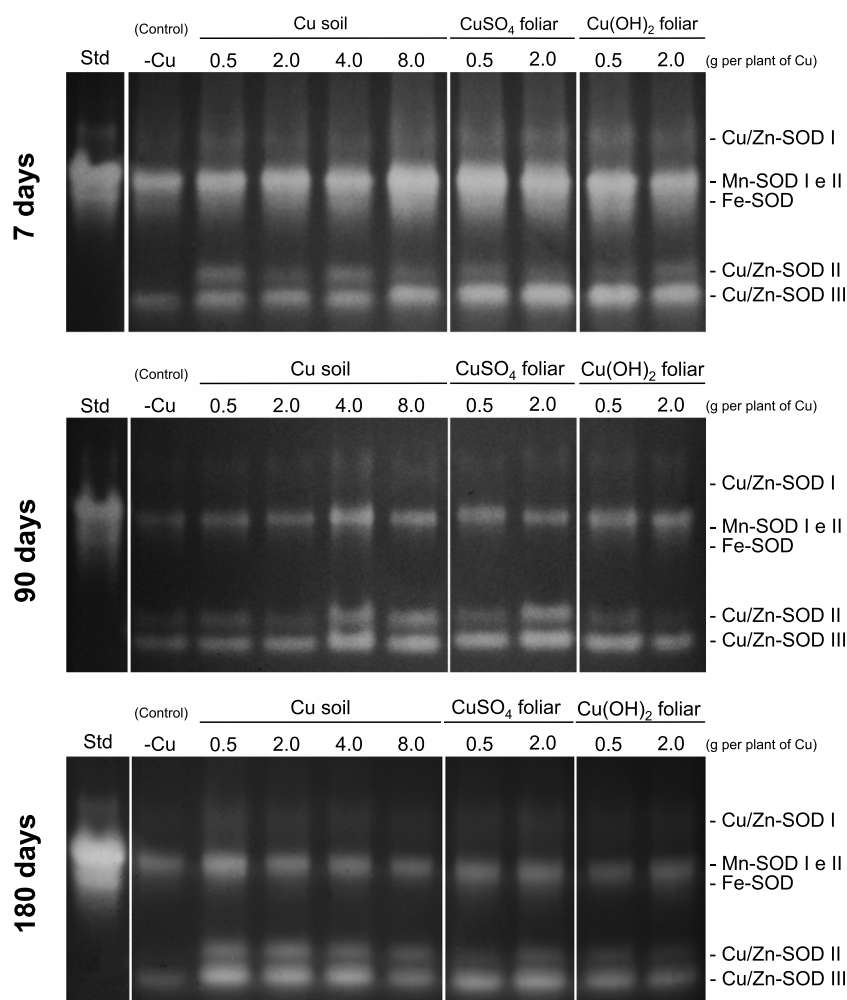 (Control) Cu soil CuSO₄ foliar Cu(OH)₂ foliar
Std -Cu 0.5 2.0 4.0 8.0 0.5 2.0 0.5 2.0 (g per plant of Cu)
7 days
- Cu/Zn-SOD I
- Mn-SOD I e II
- Fe-SOD
- Cu/Zn-SOD II
- Cu/Zn-SOD III
(Control) Cu soil CuSO₄ foliar Cu(OH)₂ foliar
Std -Cu 0.5 2.0 4.0 8.0 0.5 2.0 0.5 2.0 (g per plant of Cu)
90 days
- Cu/Zn-SOD I
- Mn-SOD I e II
- Fe-SOD
- Cu/Zn-SOD II
- Cu/Zn-SOD III
(Control) Cu soil CuSO₄ foliar Cu(OH)₂ foliar
Std -Cu 0.5 2.0 4.0 8.0 0.5 2.0 0.5 2.0 (g per plant of Cu)
180 days
- Cu/Zn-SOD I
- Mn-SOD I e II
- Fe-SOD
- Cu/Zn-SOD II
- Cu/Zn-SOD III